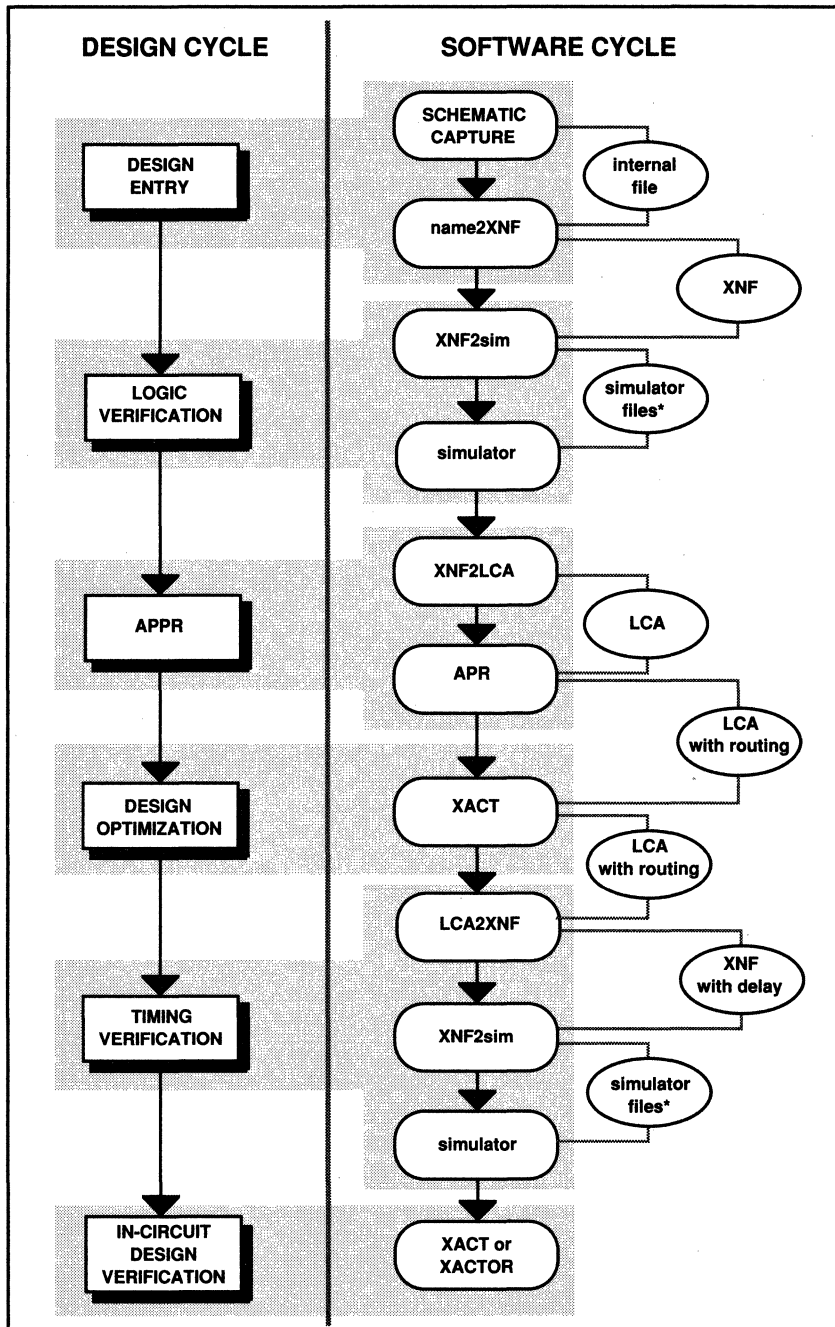 DESIGN CYCLE
SOFTWARE CYCLE
DESIGN
ENTRY
LOGIC
VERIFICATION
APPR
DESIGN
OPTIMIZATION
TIMING
VERIFICATION
IN-CIRCUIT
DESIGN
VERIFICATION
SCHEMATIC
CAPTURE
internal
file
name2XNF
XNF
XNF2sim
simulator
files*
simulator
XNF2LCA
LCA
APR
LCA
with routing
XACT
LCA
with routing
LCA2XNF
XNF
with delay
XNF2sim
simulator
files*
simulator
XACT or
XACTOR